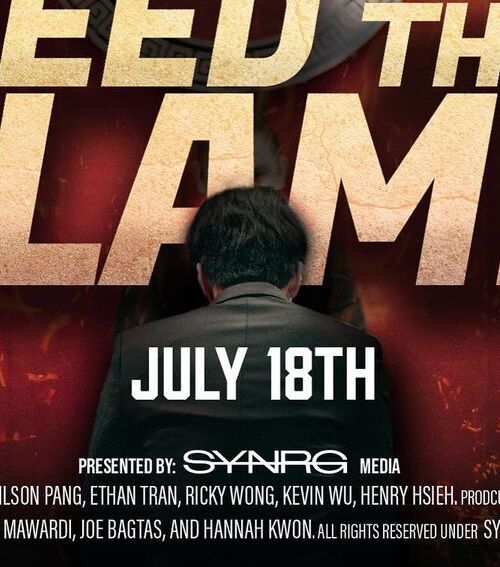 EED TH
LAM
JULY 18TH
PRESENTED BY: SYNRG MEDIA
ILSON PANG, ETHAN TRAN, RICKY WONG, KEVIN WU, HENRY HSIEH. PRODUC
MAWARDI, JOE BAGTAS, AND HANNAH KWON. ALL RIGHTS RESERVED UNDER SY